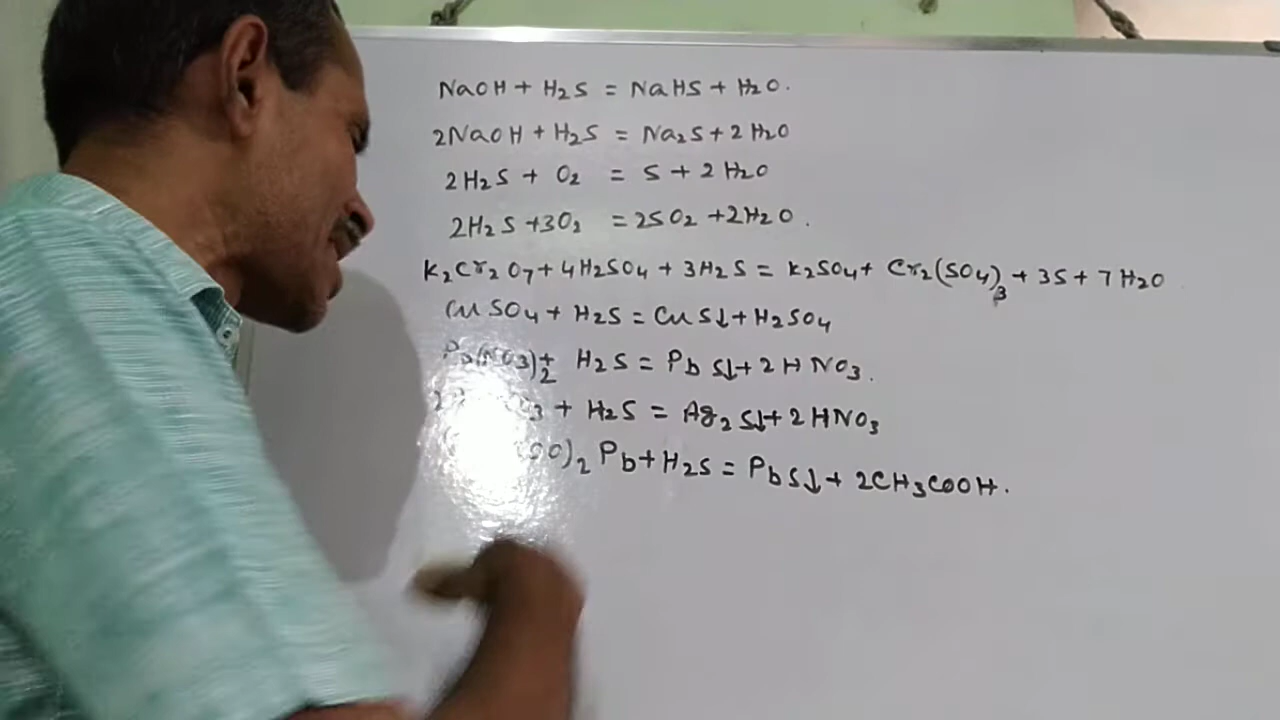 NaOH + H2S = NaHS + H2O.
2NaOH + H2S = Na2S + 2H2O
2H2S + O2 = S + 2H2O
2H2S + 3O2 = 2SO2 + 2H2O.
K2Cr2O7 + 4H2SO4 + 3H2S = K2SO4 + Cr2(SO4)3 + 3S + 7H2O
CuSO4 + H2S = CuS↓ + H2SO4
Pb(NO3)2 + H2S = PbS↓ + 2HNO3.
+ H2S = Ag2S↓ + 2HNO3
)2 Pb + H2S = PbS↓ + 2CH3COOH.